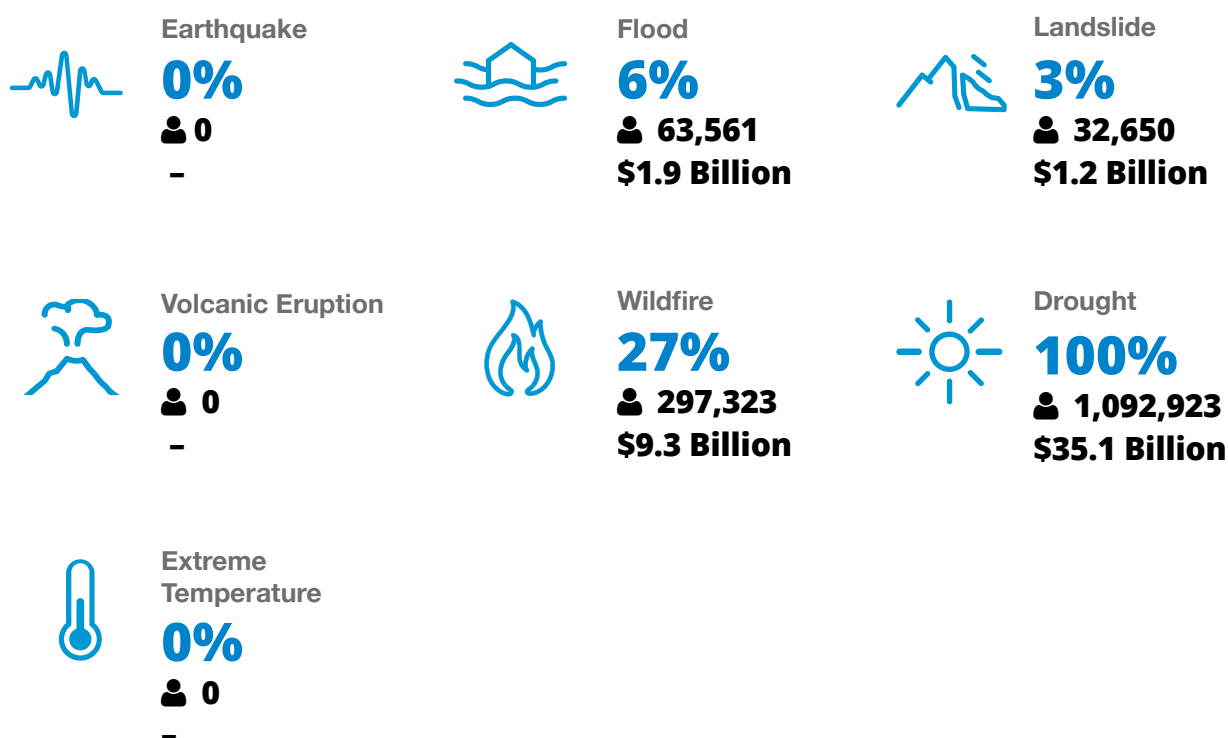 Earthquake
0%
0
–
Flood
6%
63,561
$1.9 Billion
Landslide
3%
32,650
$1.2 Billion
Volcanic Eruption
0%
0
–
Wildfire
27%
297,323
$9.3 Billion
Drought
100%
1,092,923
$35.1 Billion
Extreme
Temperature
0%
0
–